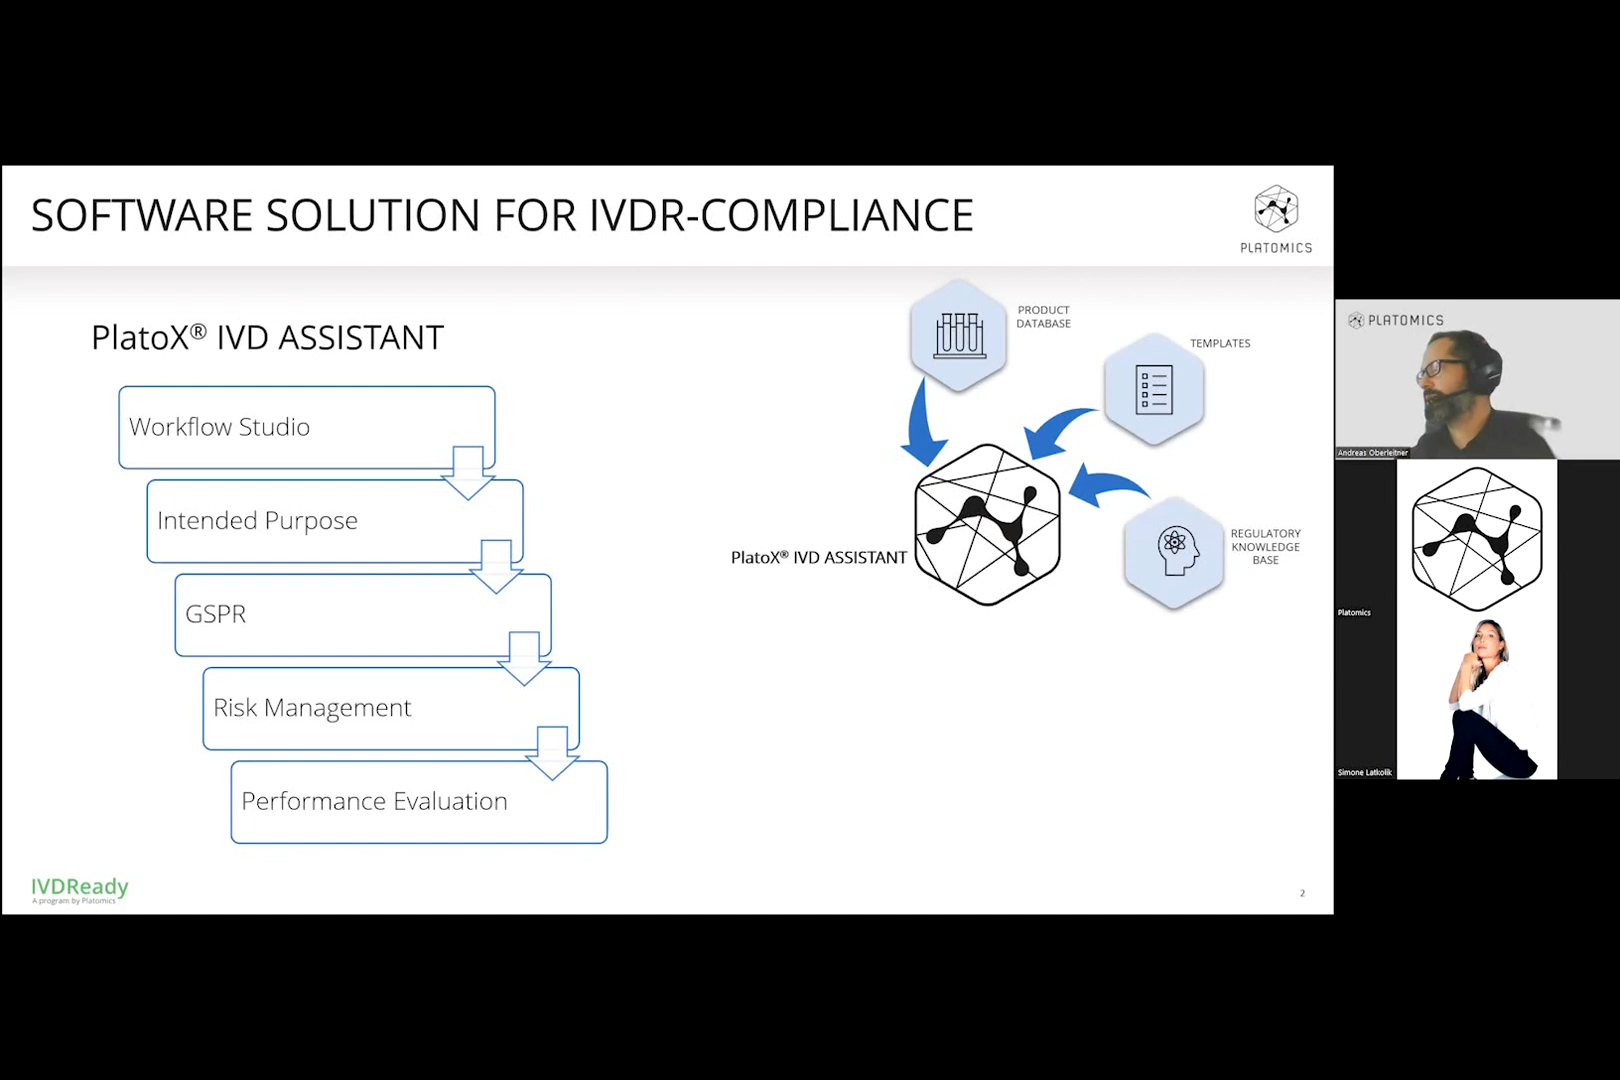 SOFTWARE SOLUTION FOR IVDR-COMPLIANCE
PLATOMICS
PlatoX® IVD ASSISTANT
Workflow Studio
Intended Purpose
GSPR
Risk Management
Performance Evaluation
PRODUCT
DATABASE
TEMPLATES
REGULATORY
KNOWLEDGE
BASE
PlatoX® IVD ASSISTANT
IVDReady
A program by Platomics
2
PLATOMICS
Andreas Oberleitner
Platomics
Simone Latkolik